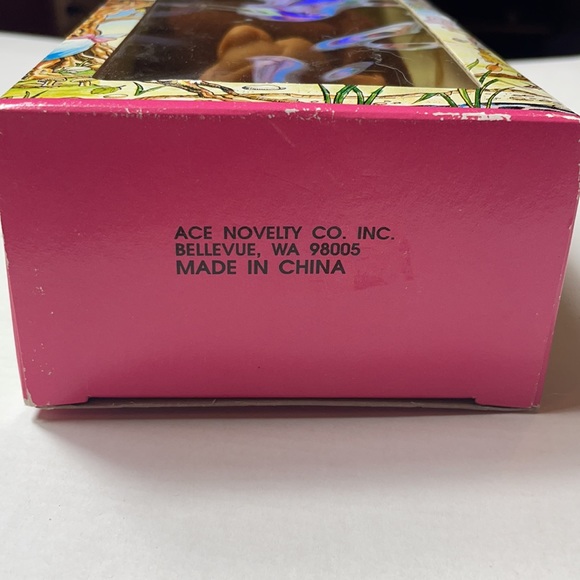 ACE NOVELTY CO. INC.
BELLEVUE, WA 98005
MADE IN CHINA